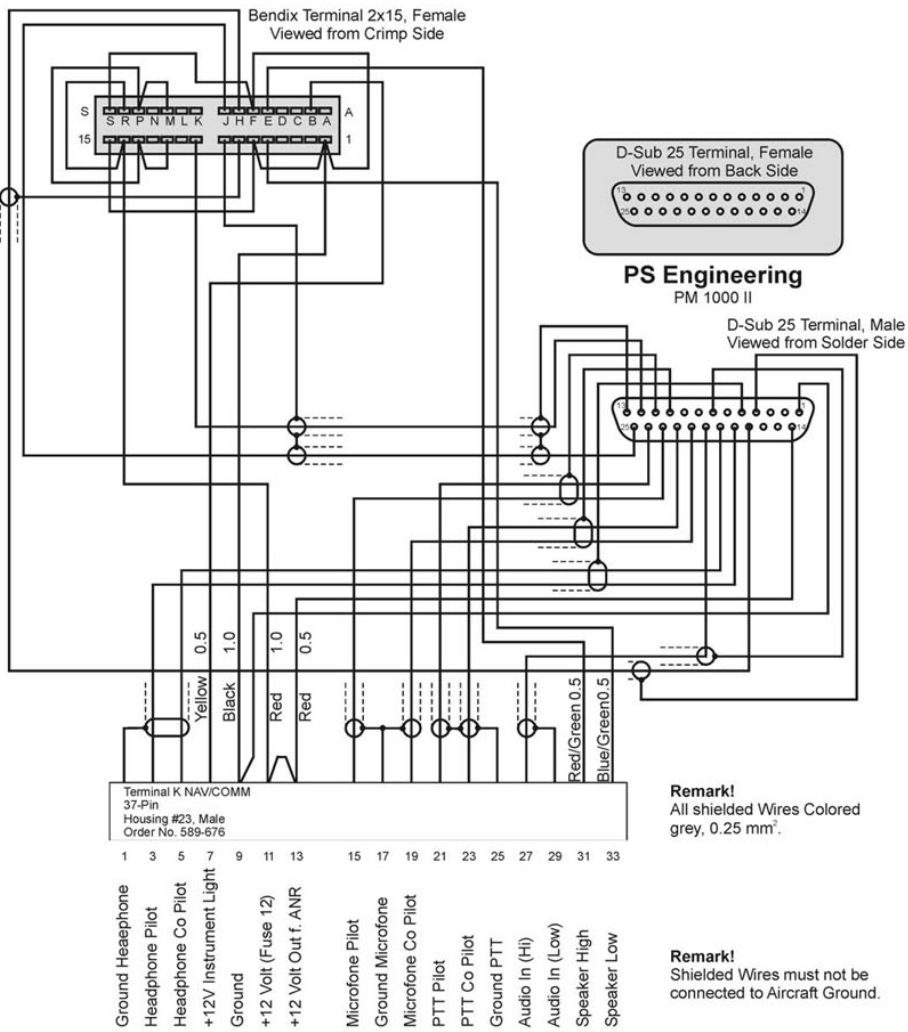 Bendix Terminal 2x15, Female
Viewed from Crimp Side
S
S R P N M L K J H F E D C B A
A
15
1
D-Sub 25 Terminal, Female
Viewed from Back Side
13
1
25
14
PS Engineering
PM 1000 II
D-Sub 25 Terminal, Male
Viewed from Solder Side
13
1
25
14
Yellow 0.5
Black 1.0
Red 1.0
Red 0.5
Red/Green 0.5
Blue/Green0.5
Terminal K NAV/COMM
37-Pin
Housing #23, Male
Order No. 589-676
1 3 5 7 9 11 13 15 17 19 21 23 25 27 29 31 33
Ground Heaephone
Headphone Pilot
Headphone Co Pilot
+12V Instrument Light
Ground
+12 Volt (Fuse 12)
+12 Volt Out f. ANR
Microfone Pilot
Ground Microfone
Microfone Co Pilot
PTT Pilot
PTT Co Pilot
Ground PTT
Audio In (Hi)
Audio In (Low)
Speaker High
Speaker Low
Remark!
All shielded Wires Colored
grey, 0.25 mm².
Remark!
Shielded Wires must not be
connected to Aircraft Ground.